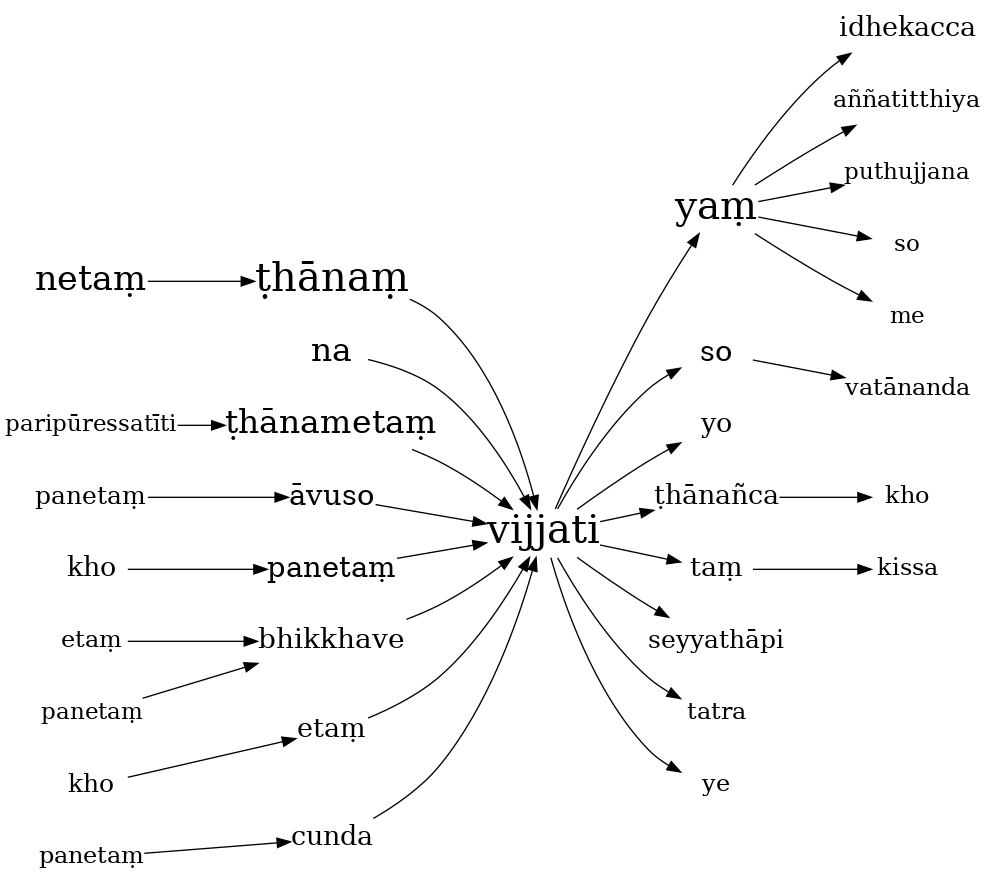 idhekacca
aññatitthiya
puthujjana
yaṃ
so
netaṃ
ṭhānaṃ
me
na
so
vatānanda
paripūressatīti
ṭhānametaṃ
yo
panetaṃ
āvuso
ṭhānañca
kho
vijjati
kho
panetaṃ
taṃ
kissa
etaṃ
bhikkhave
seyyathāpi
panetaṃ
etaṃ
tatra
kho
ye
cunda
panetaṃ